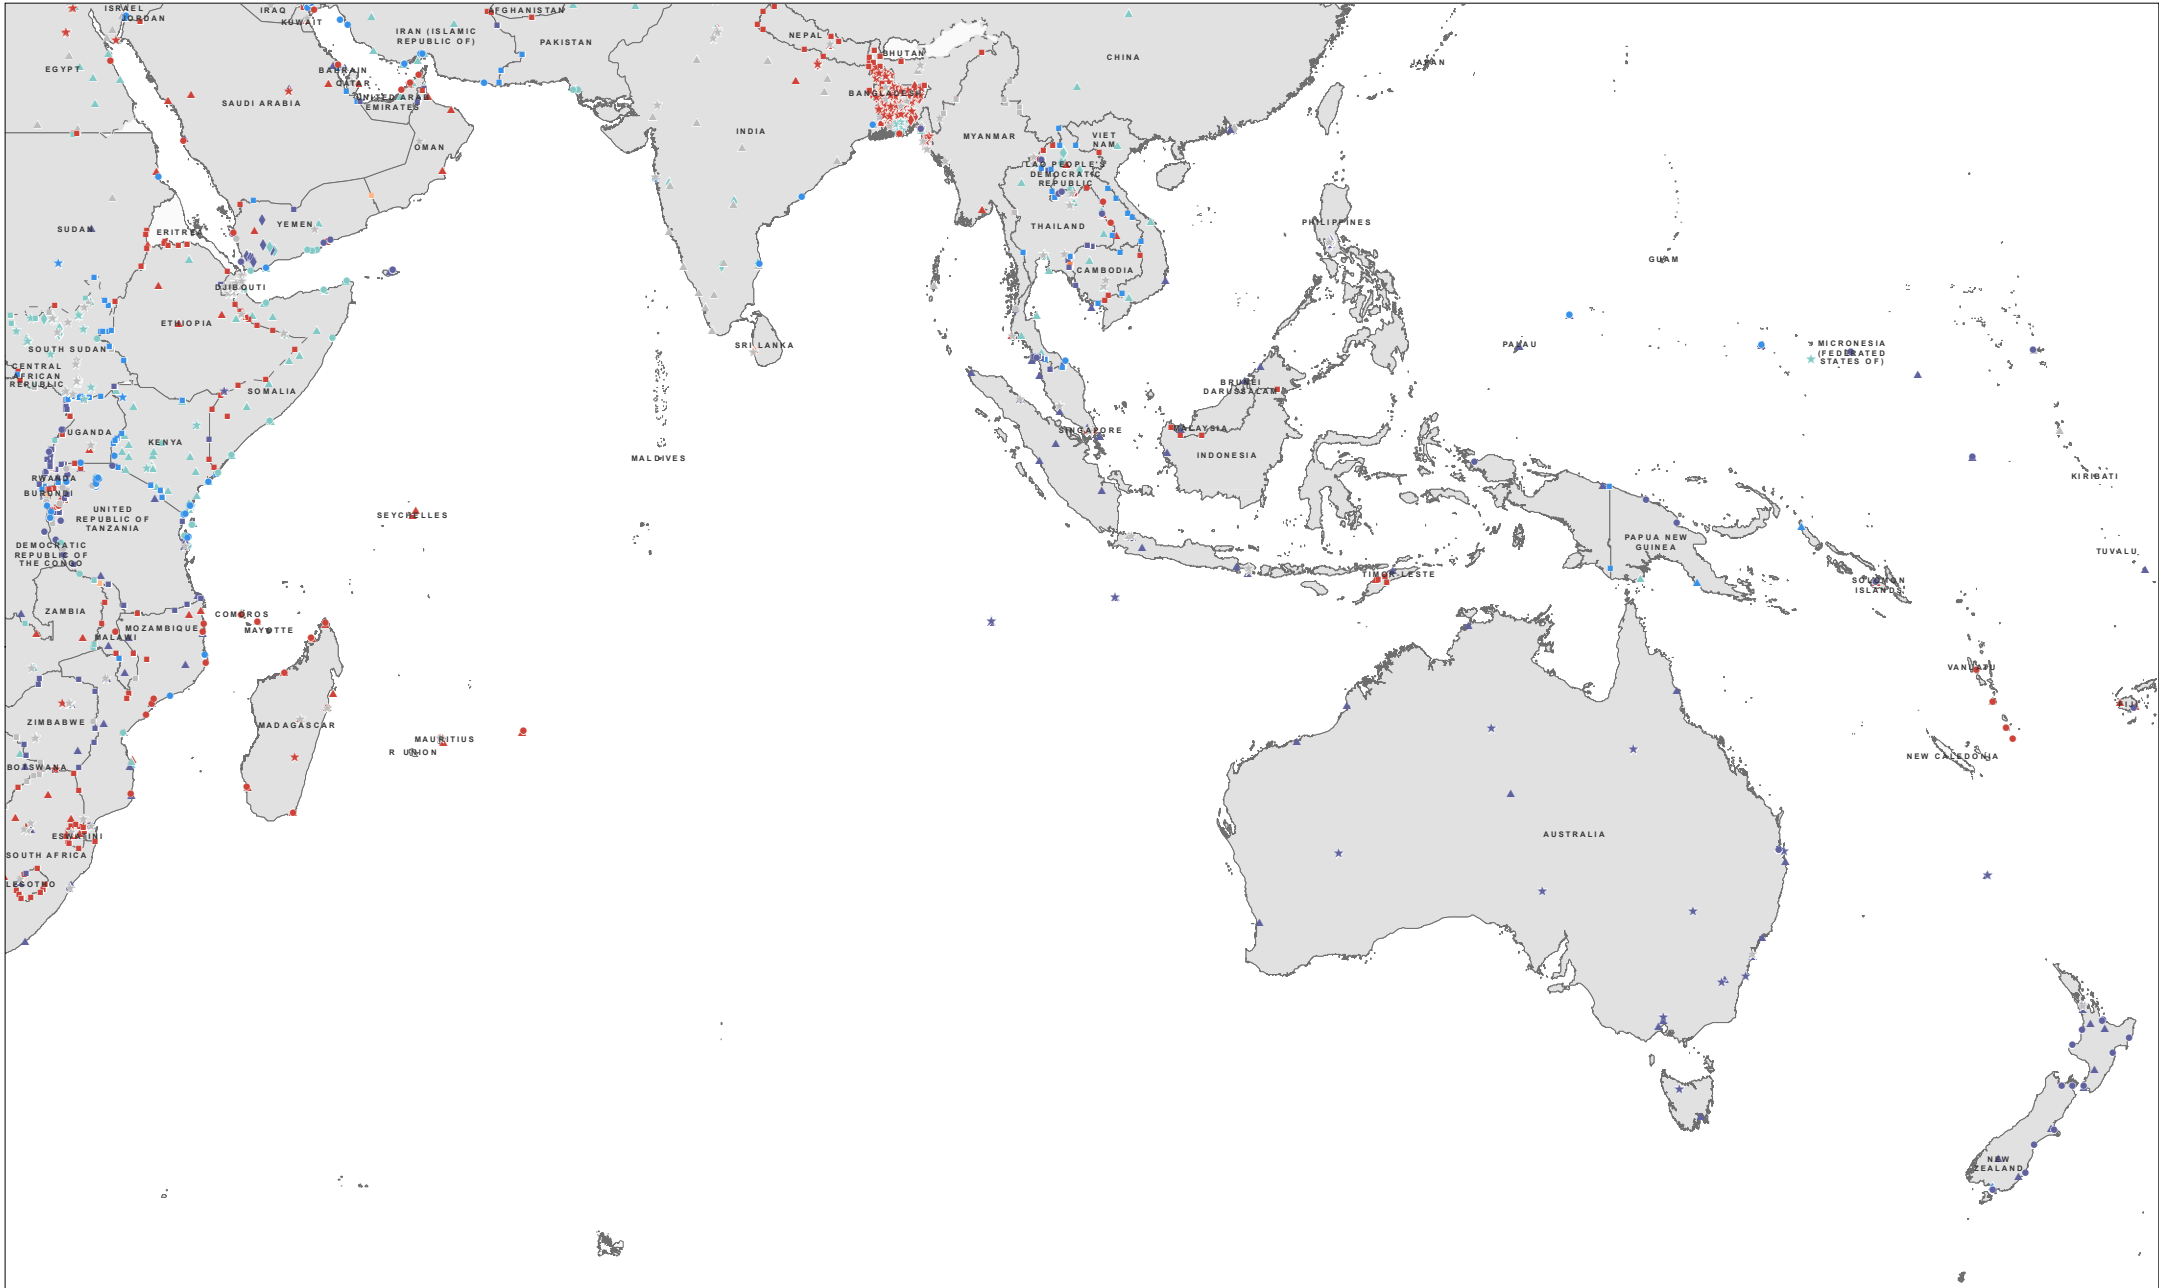 ISRAEL
JORDAN
IRAQ
KUWAIT
AFGHANISTAN
IRAN (ISLAMIC
REPUBLIC OF)
PAKISTAN
NEPAL
BHUTAN
CHINA
JAPAN
EGYPT
BAHRAIN
QATAR
SAUDI ARABIA
UNITED ARAB
EMIRATES
BANGLADESH
INDIA
MYANMAR
VIET
NAM
OMAN
LAO PEOPLE'S
DEMOCRATIC
REPUBLIC
SUDAN
ERITREA
YEMEN
THAILAND
PHILIPPINES
GUAM
DJIBOUTI
CAMBODIA
ETHIOPIA
SOUTH SUDAN
SRI LANKA
PALAU
MICRONESIA
(FEDERATED
STATES OF)
CENTRAL
AFRICAN
REPUBLIC
SOMALIA
BRUNEI
DARUSSALAM
UGANDA
KENYA
SINGAPORE
MALAYSIA
MALDIVES
INDONESIA
RWANDA
BURUNDI
KIRIBATI
UNITED
REPUBLIC OF
TANZANIA
SEYCHELLES
DEMOCRATIC
REPUBLIC OF
THE CONGO
PAPUA NEW
GUINEA
TUVALU
TIMOR-LESTE
SOLOMON
ISLANDS
ZAMBIA
COMOROS
MALAWI
MOZAMBIQUE
MAYOTTE
VANUATU
ZIMBABWE
MADAGASCAR
MAURITIUS
R UNION
FIJI
NEW CALEDONIA
BOTSWANA
AUSTRALIA
ESWATINI
SOUTH AFRICA
LESOTHO
NEW
ZEALAND